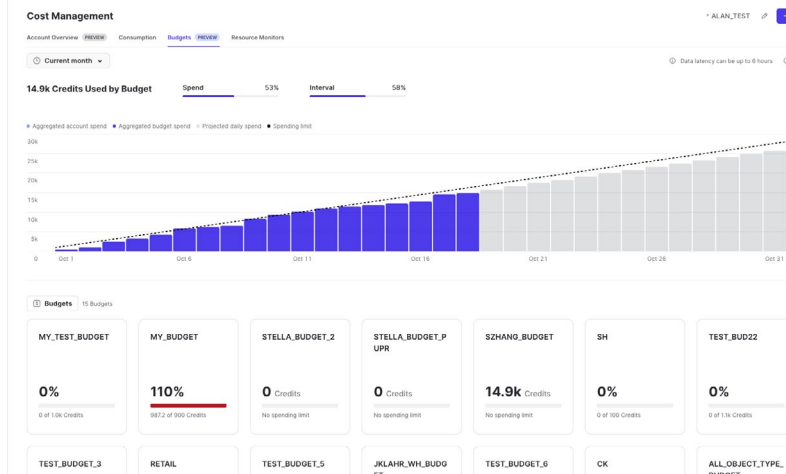 Cost Management
ALAN_TEST
Account Overview PREVIEW Consumption Budgets PREVIEW Resource Monitors
Current month
Data latency can be up to 6 hours
14.9k Credits Used by Budget Spend 53% Interval 58%
Aggregated account spend Aggregated budget spend Projected daily spend Spending limit
30k
25k
20k
15k
10k
5k
0
Oct 1 Oct 6 Oct 11 Oct 16 Oct 21 Oct 26 Oct 31
Budgets 15 Budgets
MY_TEST_BUDGET
0%
0 of 1.0k Credits
MY_BUDGET
110%
987.2 of 900 Credits
STELLA_BUDGET_2
0 Credits
No spending limit
STELLA_BUDGET_P
UPR
0 Credits
No spending limit
SZHANG_BUDGET
14.9k Credits
No spending limit
SH
0%
0 of 100 Credits
TEST_BUD22
0%
0 of 1.1k Credits
TEST_BUDGET_3
RETAIL
TEST_BUDGET_5
JKLAHR_WH_BUDG
TEST_BUDGET_6
CK
ALL_OBJECT_TYPE_